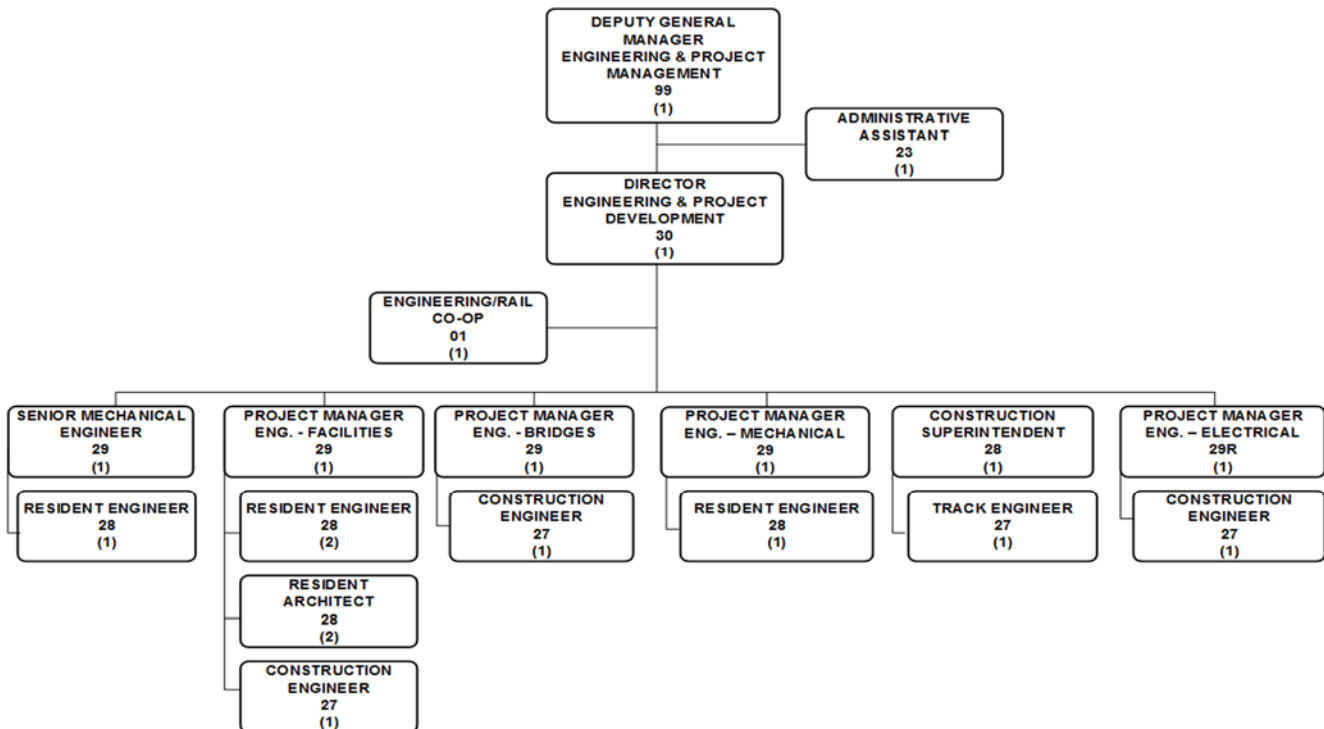 DEPUTY GENERAL
MANAGER
ENGINEERING & PROJECT
MANAGEMENT
99
(1)
ADMINISTRATIVE
ASSISTANT
23
(1)
DIRECTOR
ENGINEERING & PROJECT
DEVELOPMENT
30
(1)
ENGINEERING/RAIL
CO-OP
01
(1)
SENIOR MECHANICAL
ENGINEER
29
(1)
PROJECT MANAGER
ENG. - FACILITIES
29
(1)
PROJECT MANAGER
ENG. - BRIDGES
29
(1)
PROJECT MANAGER
ENG. – MECHANICAL
29
(1)
CONSTRUCTION
SUPERINTENDENT
28
(1)
PROJECT MANAGER
ENG. – ELECTRICAL
29R
(1)
RESIDENT ENGINEER
28
(1)
RESIDENT ENGINEER
28
(2)
CONSTRUCTION
ENGINEER
27
(1)
RESIDENT ENGINEER
28
(1)
TRACK ENGINEER
27
(1)
CONSTRUCTION
ENGINEER
27
(1)
RESIDENT
ARCHITECT
28
(2)
CONSTRUCTION
ENGINEER
27
(1)